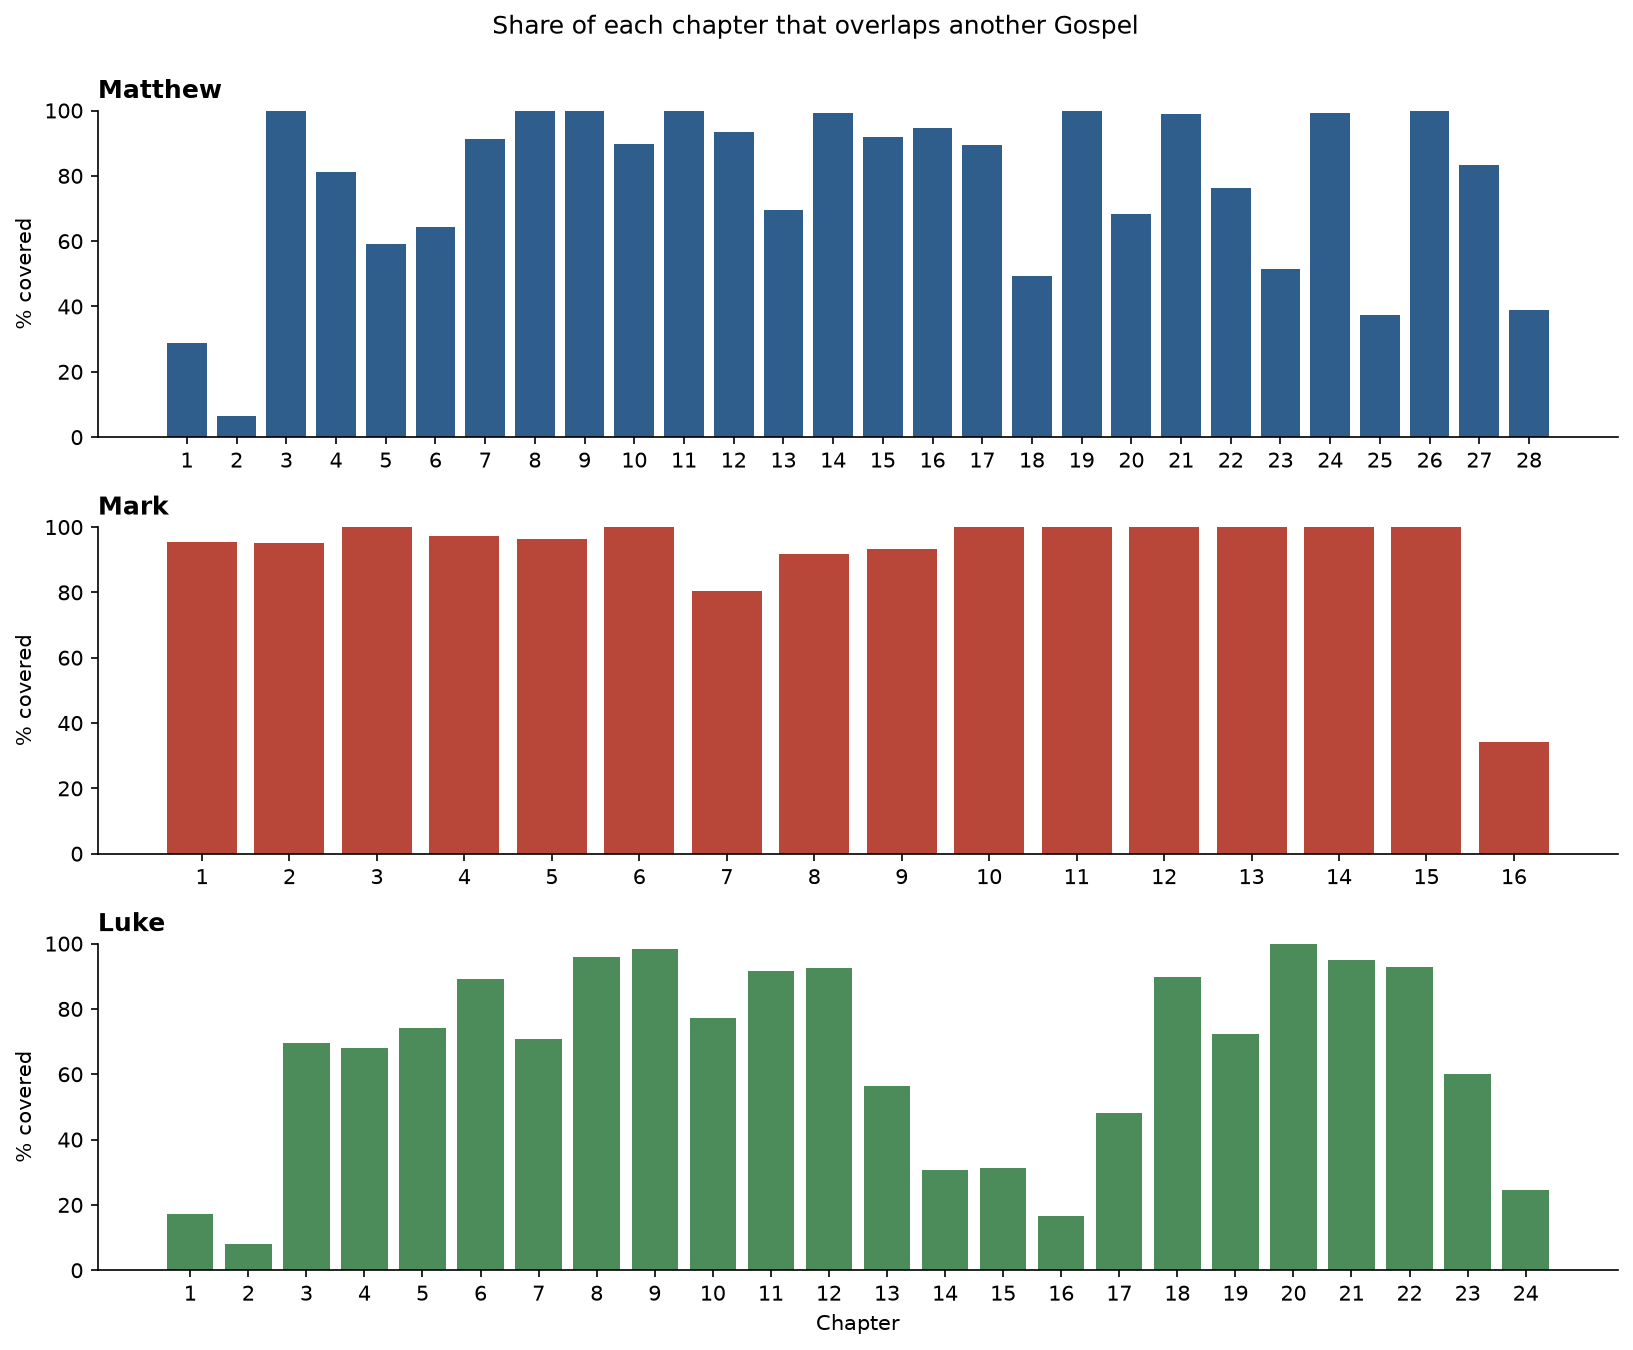 Share of each chapter that overlaps another Gospel
Matthew
100
80
60
40
20
0
% covered
1 2 3 4 5 6 7 8 9 10 11 12 13 14 15 16 17 18 19 20 21 22 23 24 25 26 27 28
Mark
100
80
60
40
20
0
% covered
1 2 3 4 5 6 7 8 9 10 11 12 13 14 15 16
Luke
100
80
60
40
20
0
% covered
1 2 3 4 5 6 7 8 9 10 11 12 13 14 15 16 17 18 19 20 21 22 23 24
Chapter